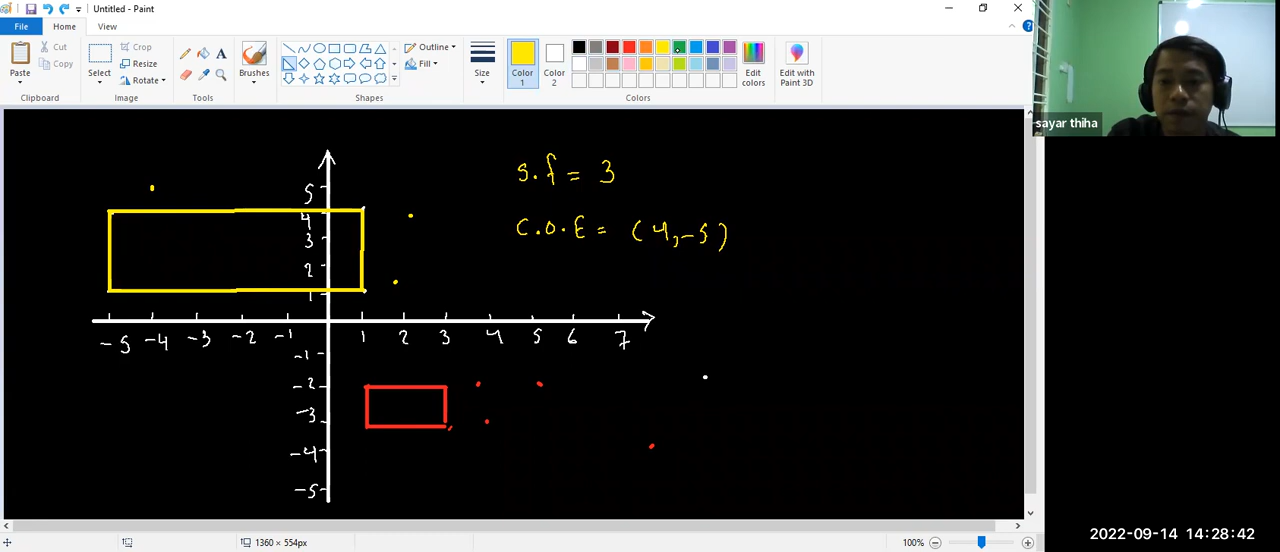 Untitled - Paint
File
Home
View
Paste
Cut
Copy
Clipboard
Select
Crop
Resize
Rotate
Image
Tools
Brushes
Outline
Fill
Shapes
Size
Color 1
Color 2
Edit colors
Colors
Edit with Paint 3D
sayar thiha
S.f = 3
C.O.E = (4, -5)
5
4
3
2
1
-5 -4 -3 -2 -1 1 2 3 4 5 6 7
-1
-2
-3
-4
-5
1360 × 554px
100%
2022-09-14 14:28:42